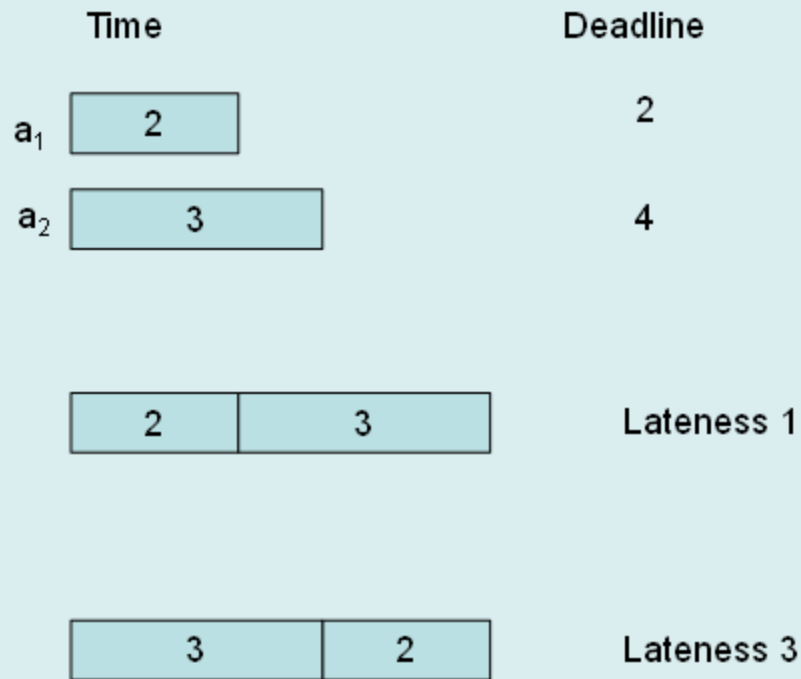 Time Deadline
a₁ 2 2
a₂ 3 4
2 3 Lateness 1
3 2 Lateness 3